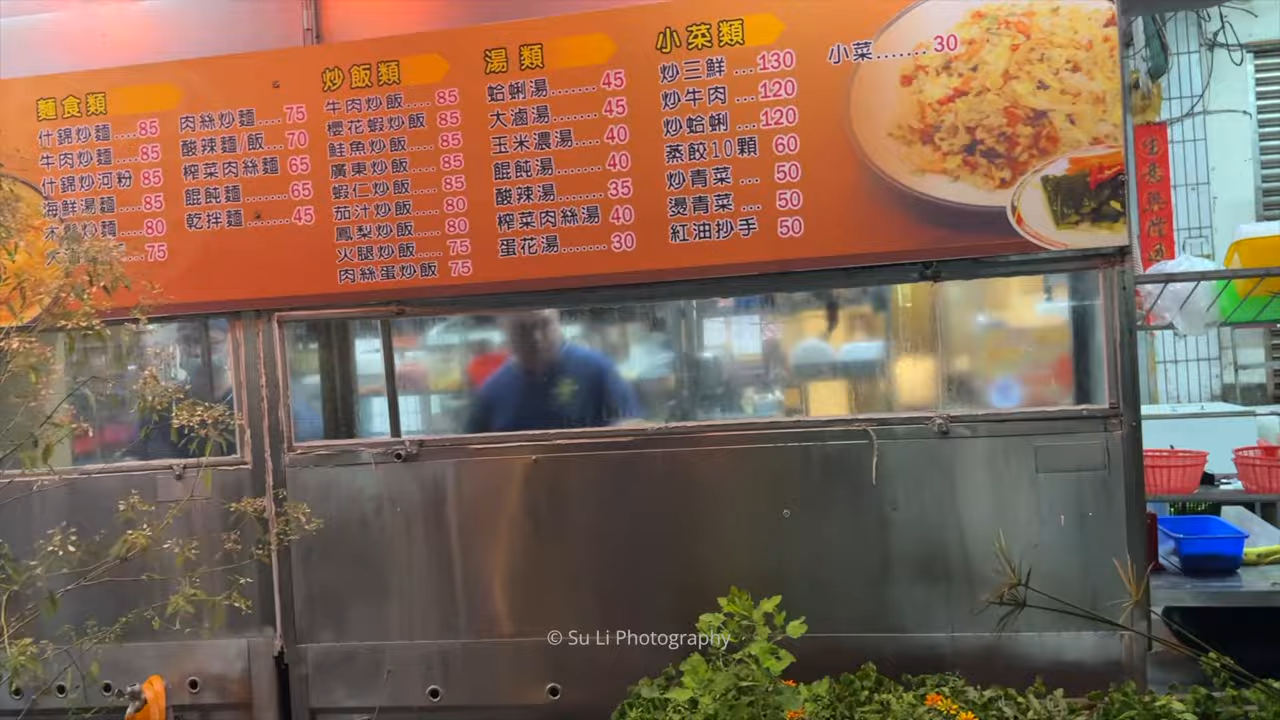 麵食類
什錦炒麵....85
牛肉炒麵....85
什錦炒河粉 85
海鮮湯麵....85
炒麵....80
75
肉絲炒麵....75
酸辣麵/飯....70
榨菜肉絲麵 65
餛飩麵.......65
乾拌麵.......45
炒飯類
牛肉炒飯.... 85
櫻花蝦炒飯 85
鮭魚炒飯.... 85
廣東炒飯.... 85
蝦仁炒飯.... 85
茄汁炒飯.... 80
鳳梨炒飯.... 80
火腿炒飯.... 75
肉絲蛋炒飯 75
湯類
蛤蜊湯.......45
大滷湯.......45
玉米濃湯....40
餛飩湯.......40
酸辣湯.......35
榨菜肉絲湯 40
蛋花湯.......30
小菜類
炒三鮮 ...130
炒牛肉 ...120
炒蛤蜊 ...120
蒸餃10顆 60
炒青菜 ... 50
燙青菜 ... 50
紅油抄手 50
小菜.......30
© Su Li Photography